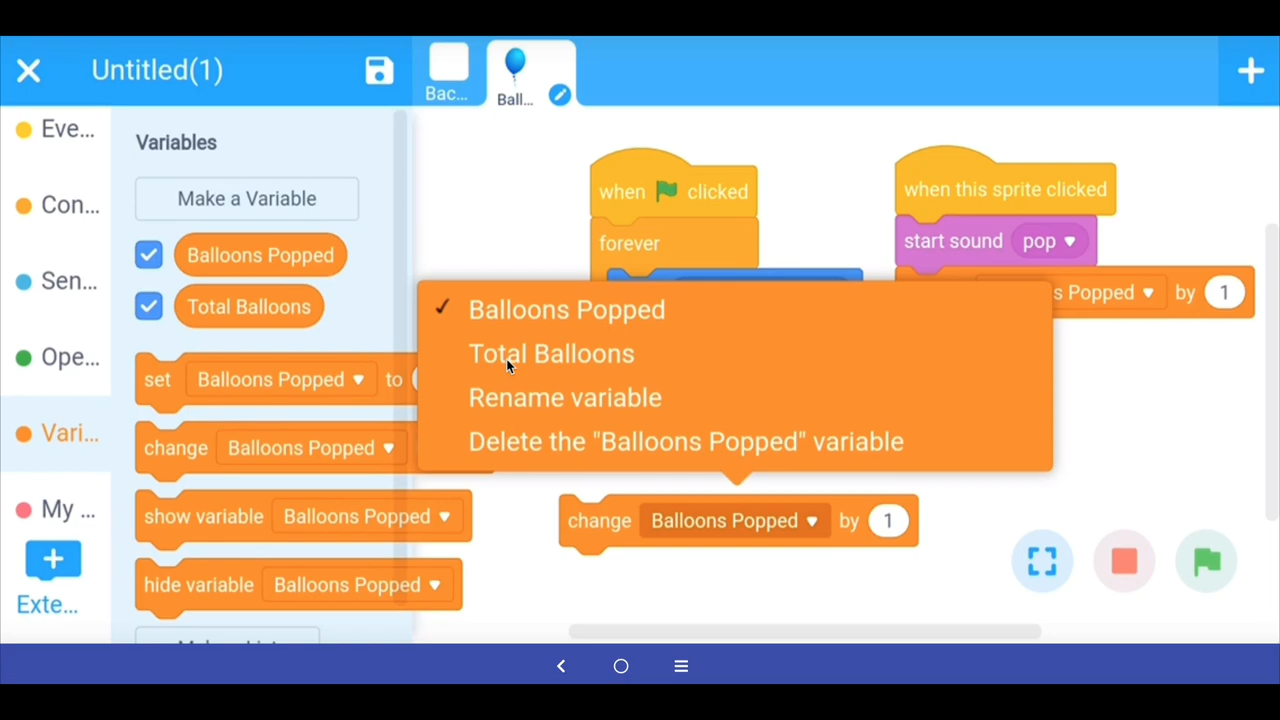 Untitled(1)
Bac...
Ball...
Eve...
Con...
Sen...
Ope...
Vari...
My ...
Exte...
Variables
Make a Variable
Balloons Popped
Total Balloons
set Balloons Popped to
change Balloons Popped
show variable Balloons Popped
hide variable Balloons Popped
when clicked
forever
when this sprite clicked
start sound pop
s Popped by 1
Balloons Popped
Total Balloons
Rename variable
Delete the "Balloons Popped" variable
change Balloons Popped by 1